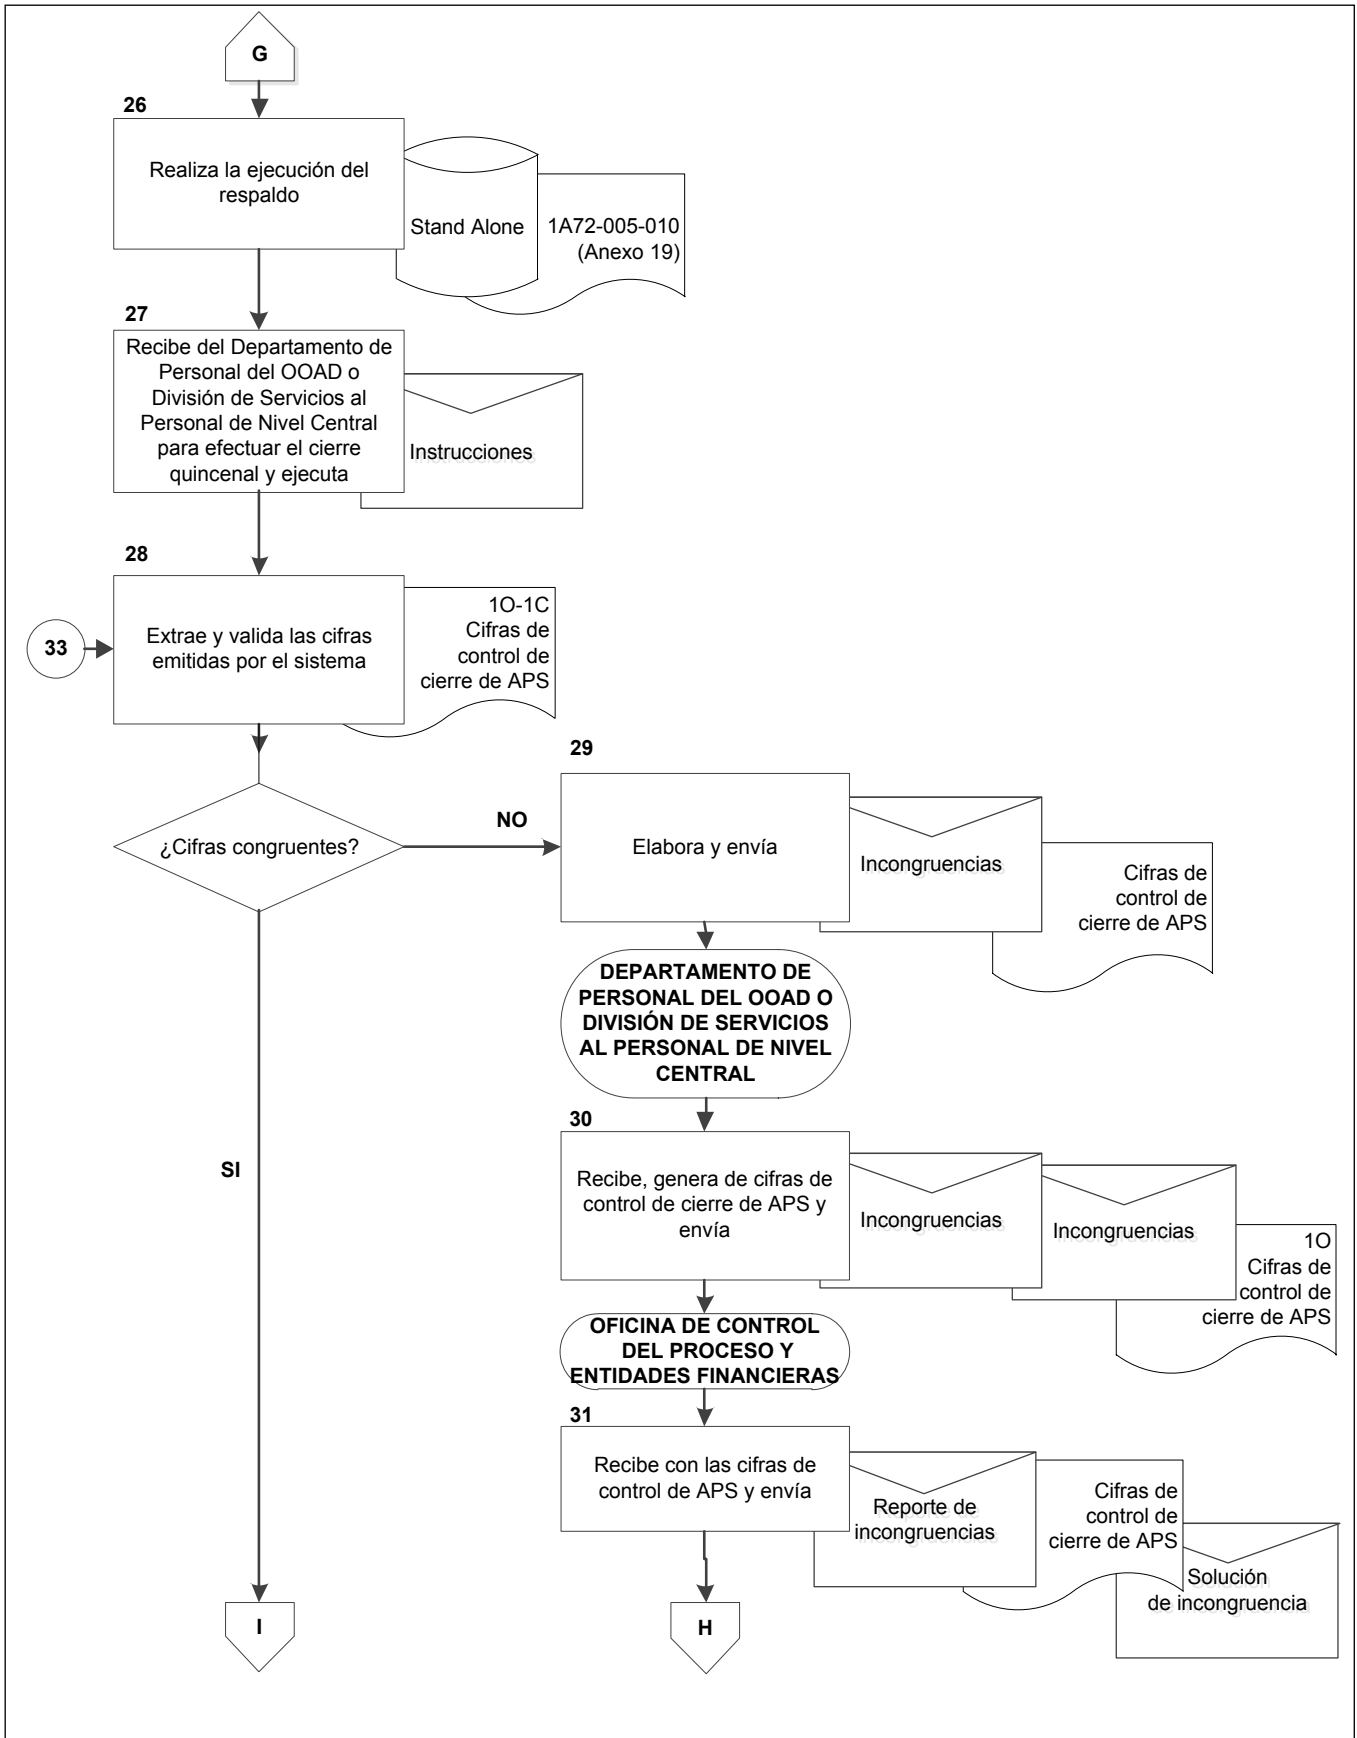 G
26
Realiza la ejecución del
respaldo
Stand Alone
1A72-005-010
(Anexo 19)
27
Recibe del Departamento de
Personal del OOAD o
División de Servicios al
Personal de Nivel Central
para efectuar el cierre
quincenal y ejecuta
Instrucciones
28
33
Extrae y valida las cifras
emitidas por el sistema
1O-1C
Cifras de
control de
cierre de APS
¿Cifras congruentes?
NO
29
Elabora y envía
Incongruencias
Cifras de
control de
cierre de APS
DEPARTAMENTO DE
PERSONAL DEL OOAD O
DIVISIÓN DE SERVICIOS
AL PERSONAL DE NIVEL
CENTRAL
30
SI
Recibe, genera de cifras de
control de cierre de APS y
envía
Incongruencias
Incongruencias
1O
Cifras de
control de
cierre de APS
OFICINA DE CONTROL
DEL PROCESO Y
ENTIDADES FINANCIERAS
31
Recibe con las cifras de
control de APS y envía
Reporte de
incongruencias
Cifras de
control de
cierre de APS
Solución
de incongruencia
I
H